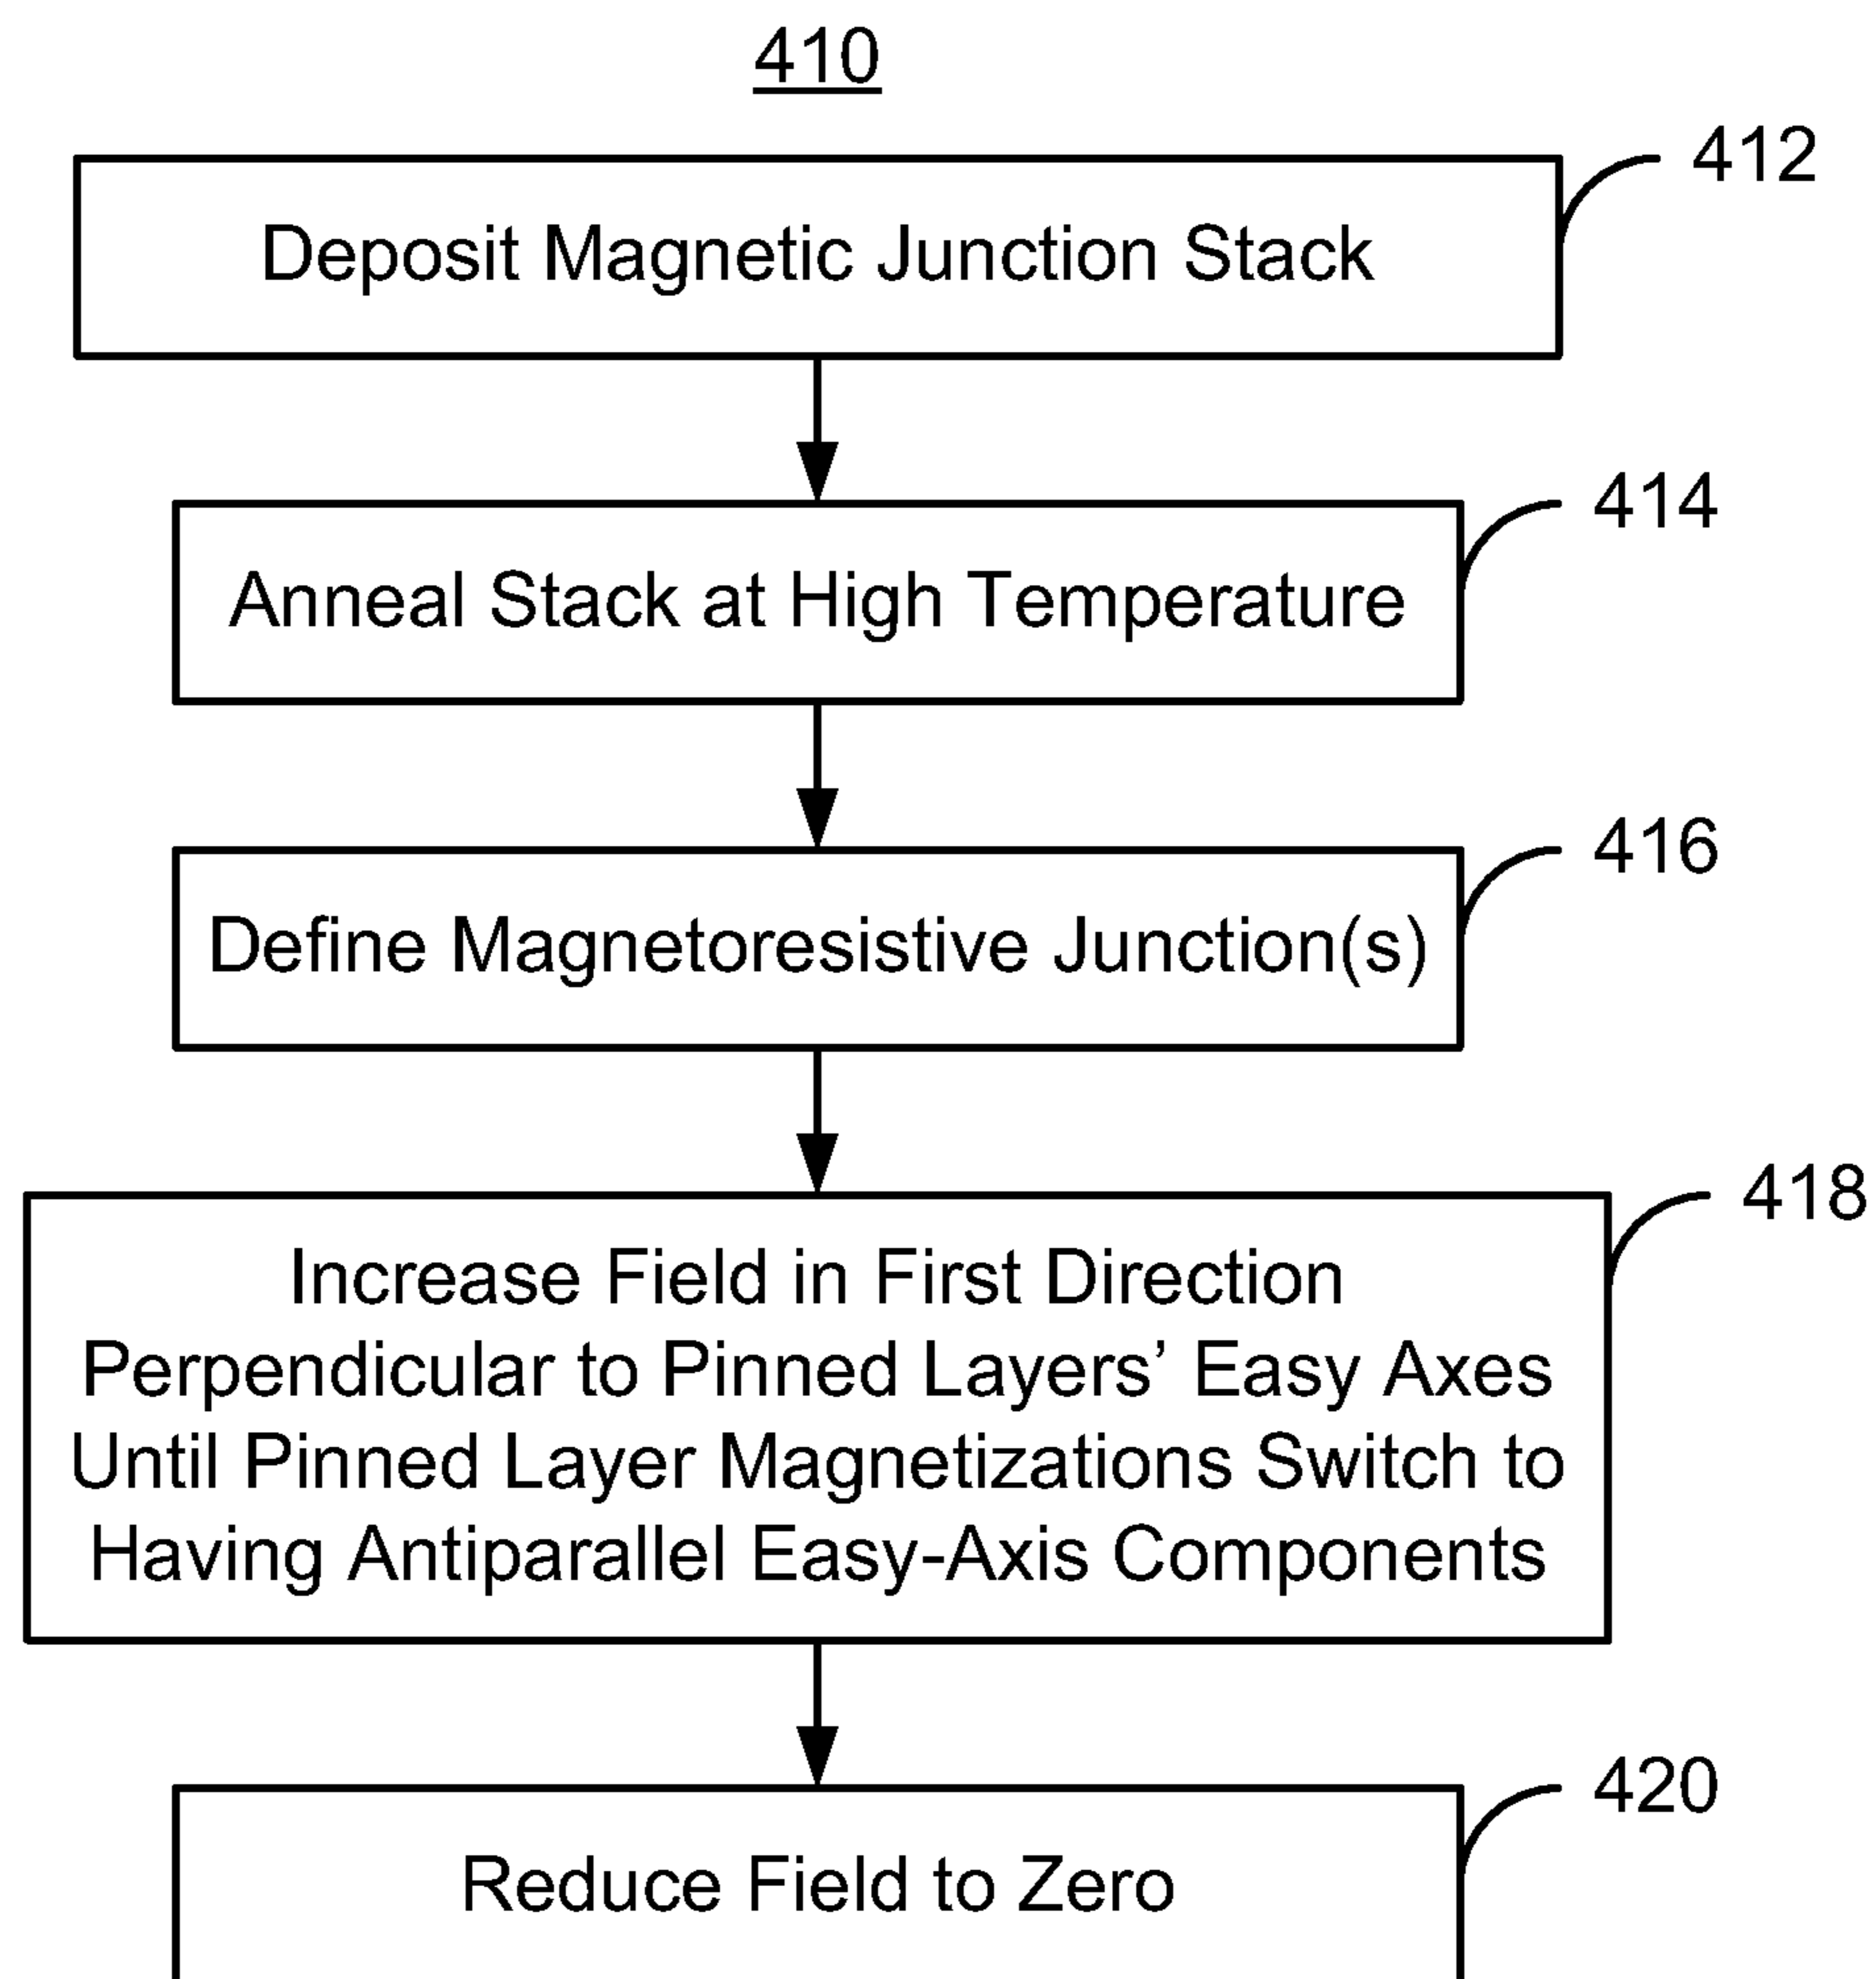 410
412
Deposit Magnetic Junction Stack
414
Anneal Stack at High Temperature
416
Define Magnetoresistive Junction(s)
418
Increase Field in First Direction
Perpendicular to Pinned Layers’ Easy Axes
Until Pinned Layer Magnetizations Switch to
Having Antiparallel Easy-Axis Components
420
Reduce Field to Zero